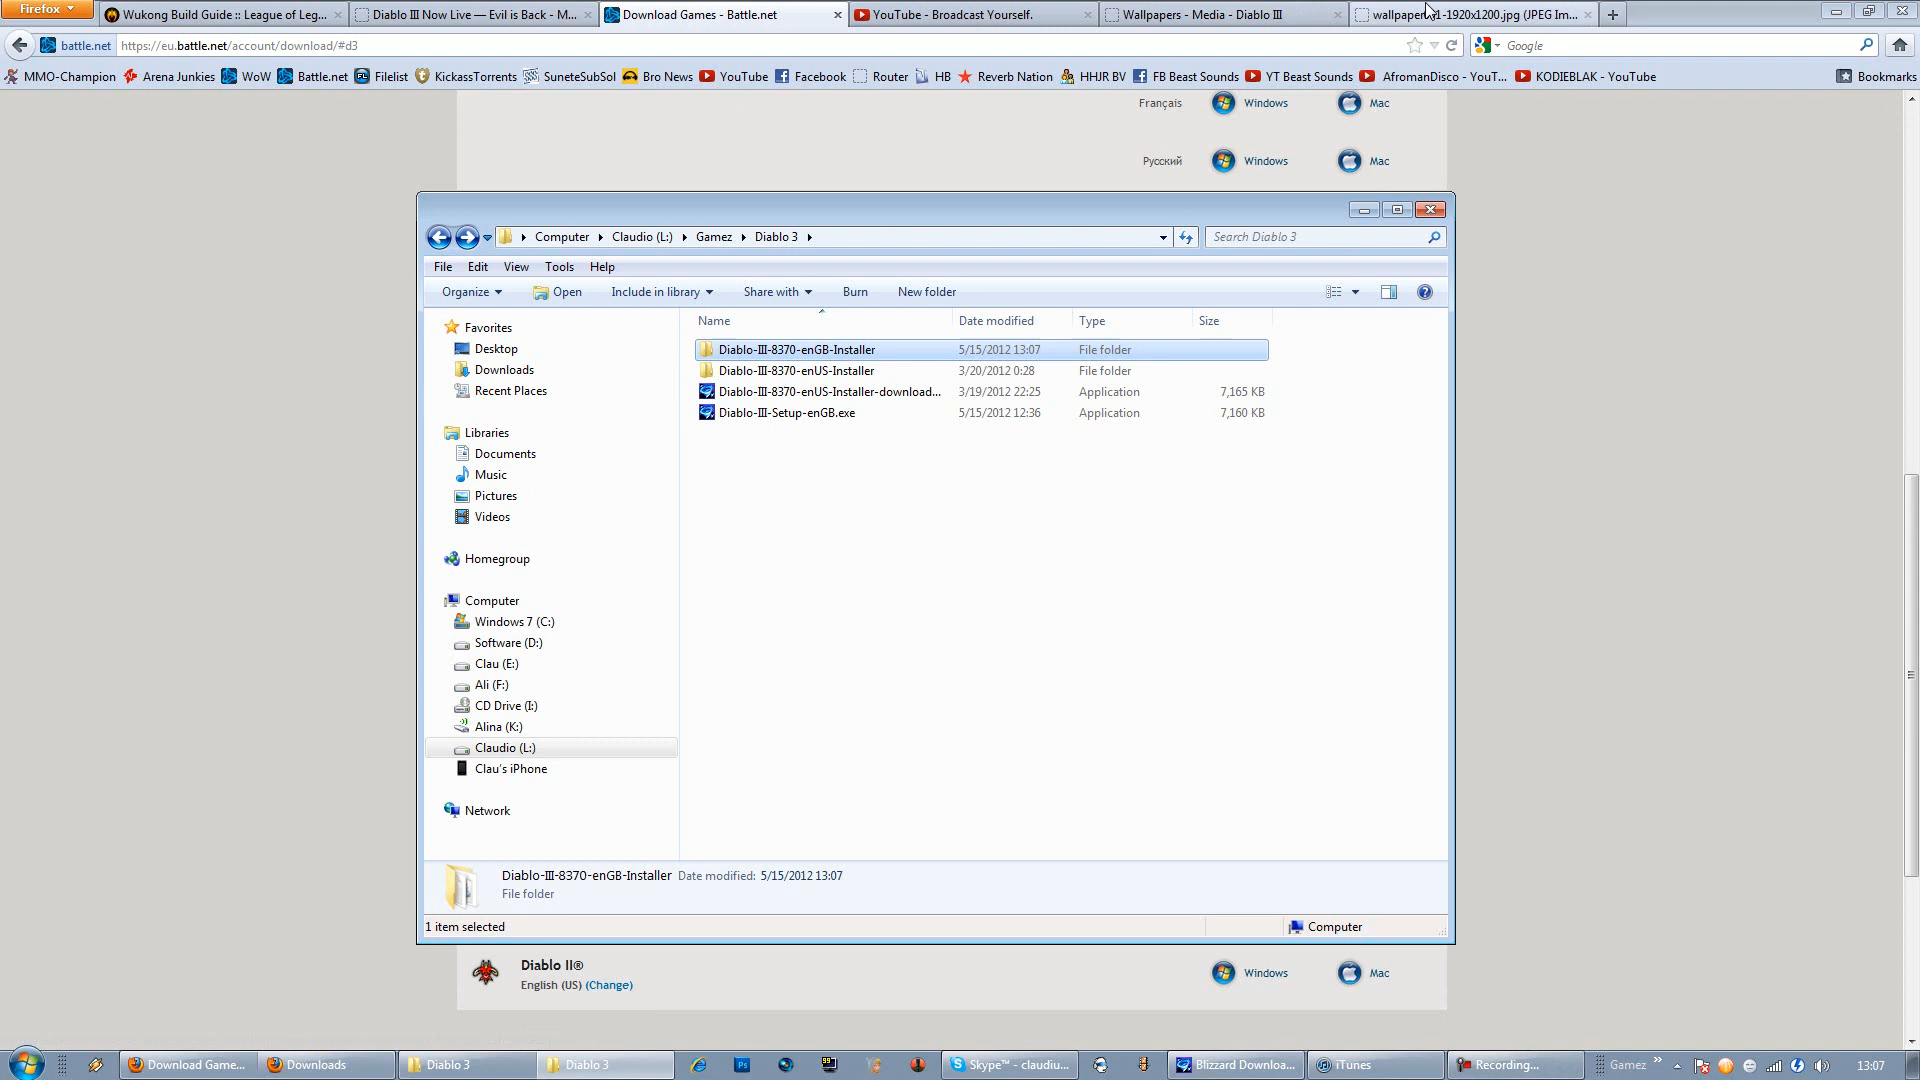 Firefox
Wukong Build Guide :: League of Leg...
Diablo III Now Live — Evil is Back - M...
Download Games - Battle.net
YouTube - Broadcast Yourself.
Wallpapers - Media - Diablo III
1-1920x1200.jpg (JPEG Im...
battle.net
https://eu.battle.net/account/download/#d3
Google
MMO-Champion
Arena Junkies
WoW
Battle.net
Filelist
KickassTorrents
SuneteSubSol
Bro News
YouTube
Facebook
Router
HB
Reverb Nation
HHJR BV
FB Beast Sounds
YT Beast Sounds
AfromanDisco - YouT...
KODIEBLAK - YouTube
Bookmarks
Français
Windows
Mac
Русский
Windows
Mac
Computer
Claudio (L:)
Gamez
Diablo 3
Search Diablo 3
File
Edit
View
Tools
Help
Organize
Open
Include in library
Share with
Burn
New folder
Favorites
Desktop
Downloads
Recent Places
Libraries
Documents
Music
Pictures
Videos
Homegroup
Computer
Windows 7 (C:)
Software (D:)
Clau (E:)
Ali (F:)
CD Drive (I:)
Alina (K:)
Claudio (L:)
Clau's iPhone
Network
Name
Date modified
Type
Size
Diablo-III-8370-enGB-Installer
5/15/2012 13:07
File folder
Diablo-III-8370-enUS-Installer
3/20/2012 0:28
File folder
Diablo-III-8370-enUS-Installer-download...
3/19/2012 22:25
Application
7,165 KB
Diablo-III-Setup-enGB.exe
5/15/2012 12:36
Application
7,160 KB
Diablo-III-8370-enGB-Installer
Date modified: 5/15/2012 13:07
File folder
1 item selected
Computer
Diablo II®
English (US) (Change)
Windows
Mac
Download Game...
Downloads
Diablo 3
Diablo 3
Skype™ - claudiu...
Blizzard Downloa...
iTunes
Recording...
Gamez
13:07